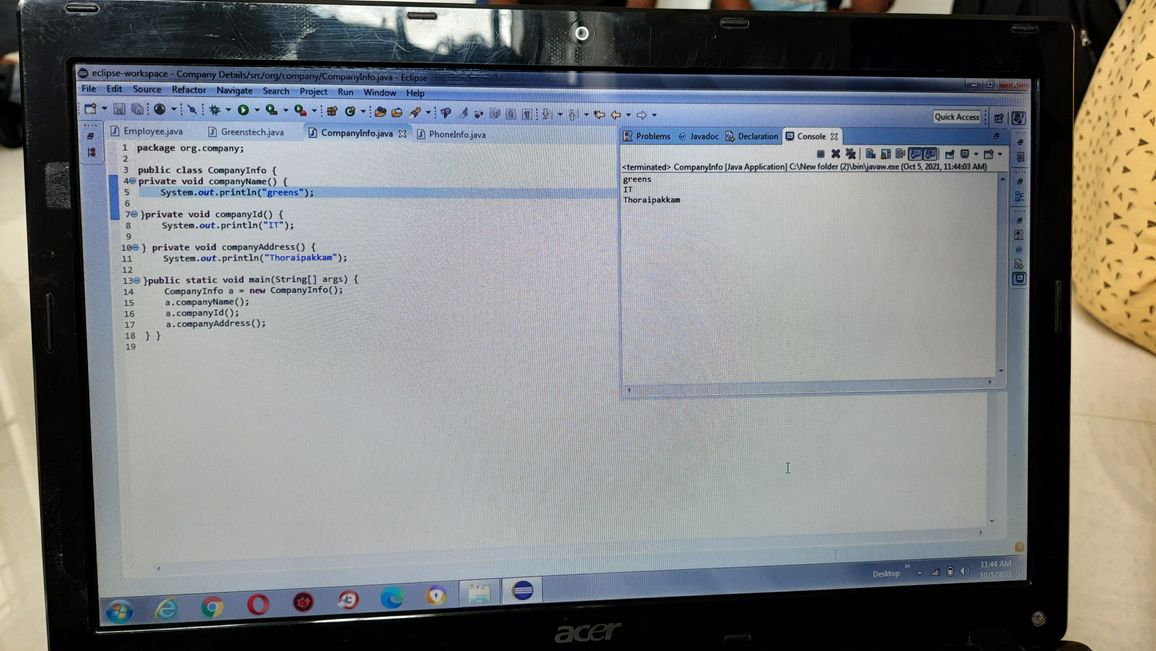 eclipse-workspace - Company Details/src/org/company/CompanyInfo.java - Eclipse
File Edit Source Refactor Navigate Search Project Run Window Help
Quick Access
Employee.java Greenstech.java CompanyInfo.java PhoneInfo.java
1 package org.company;
2
3 public class CompanyInfo {
4 private void companyName() {
5 System.out.println("greens");
6
7 }private void companyId() {
8 System.out.println("IT");
9
10 } private void companyAddress() {
11 System.out.println("Thoraipakkam");
12
13 }public static void main(String[] args) {
14 CompanyInfo a = new CompanyInfo();
15 a.companyName();
16 a.companyId();
17 a.companyAddress();
18 } }
19
Problems Javadoc Declaration Console
<terminated> CompanyInfo [Java Application] C:\New folder (2)\bin\javaw.exe (Oct 5, 2021, 11:44:03 AM)
greens
IT
Thoraipakkam
Desktop
11:44 AM
acer